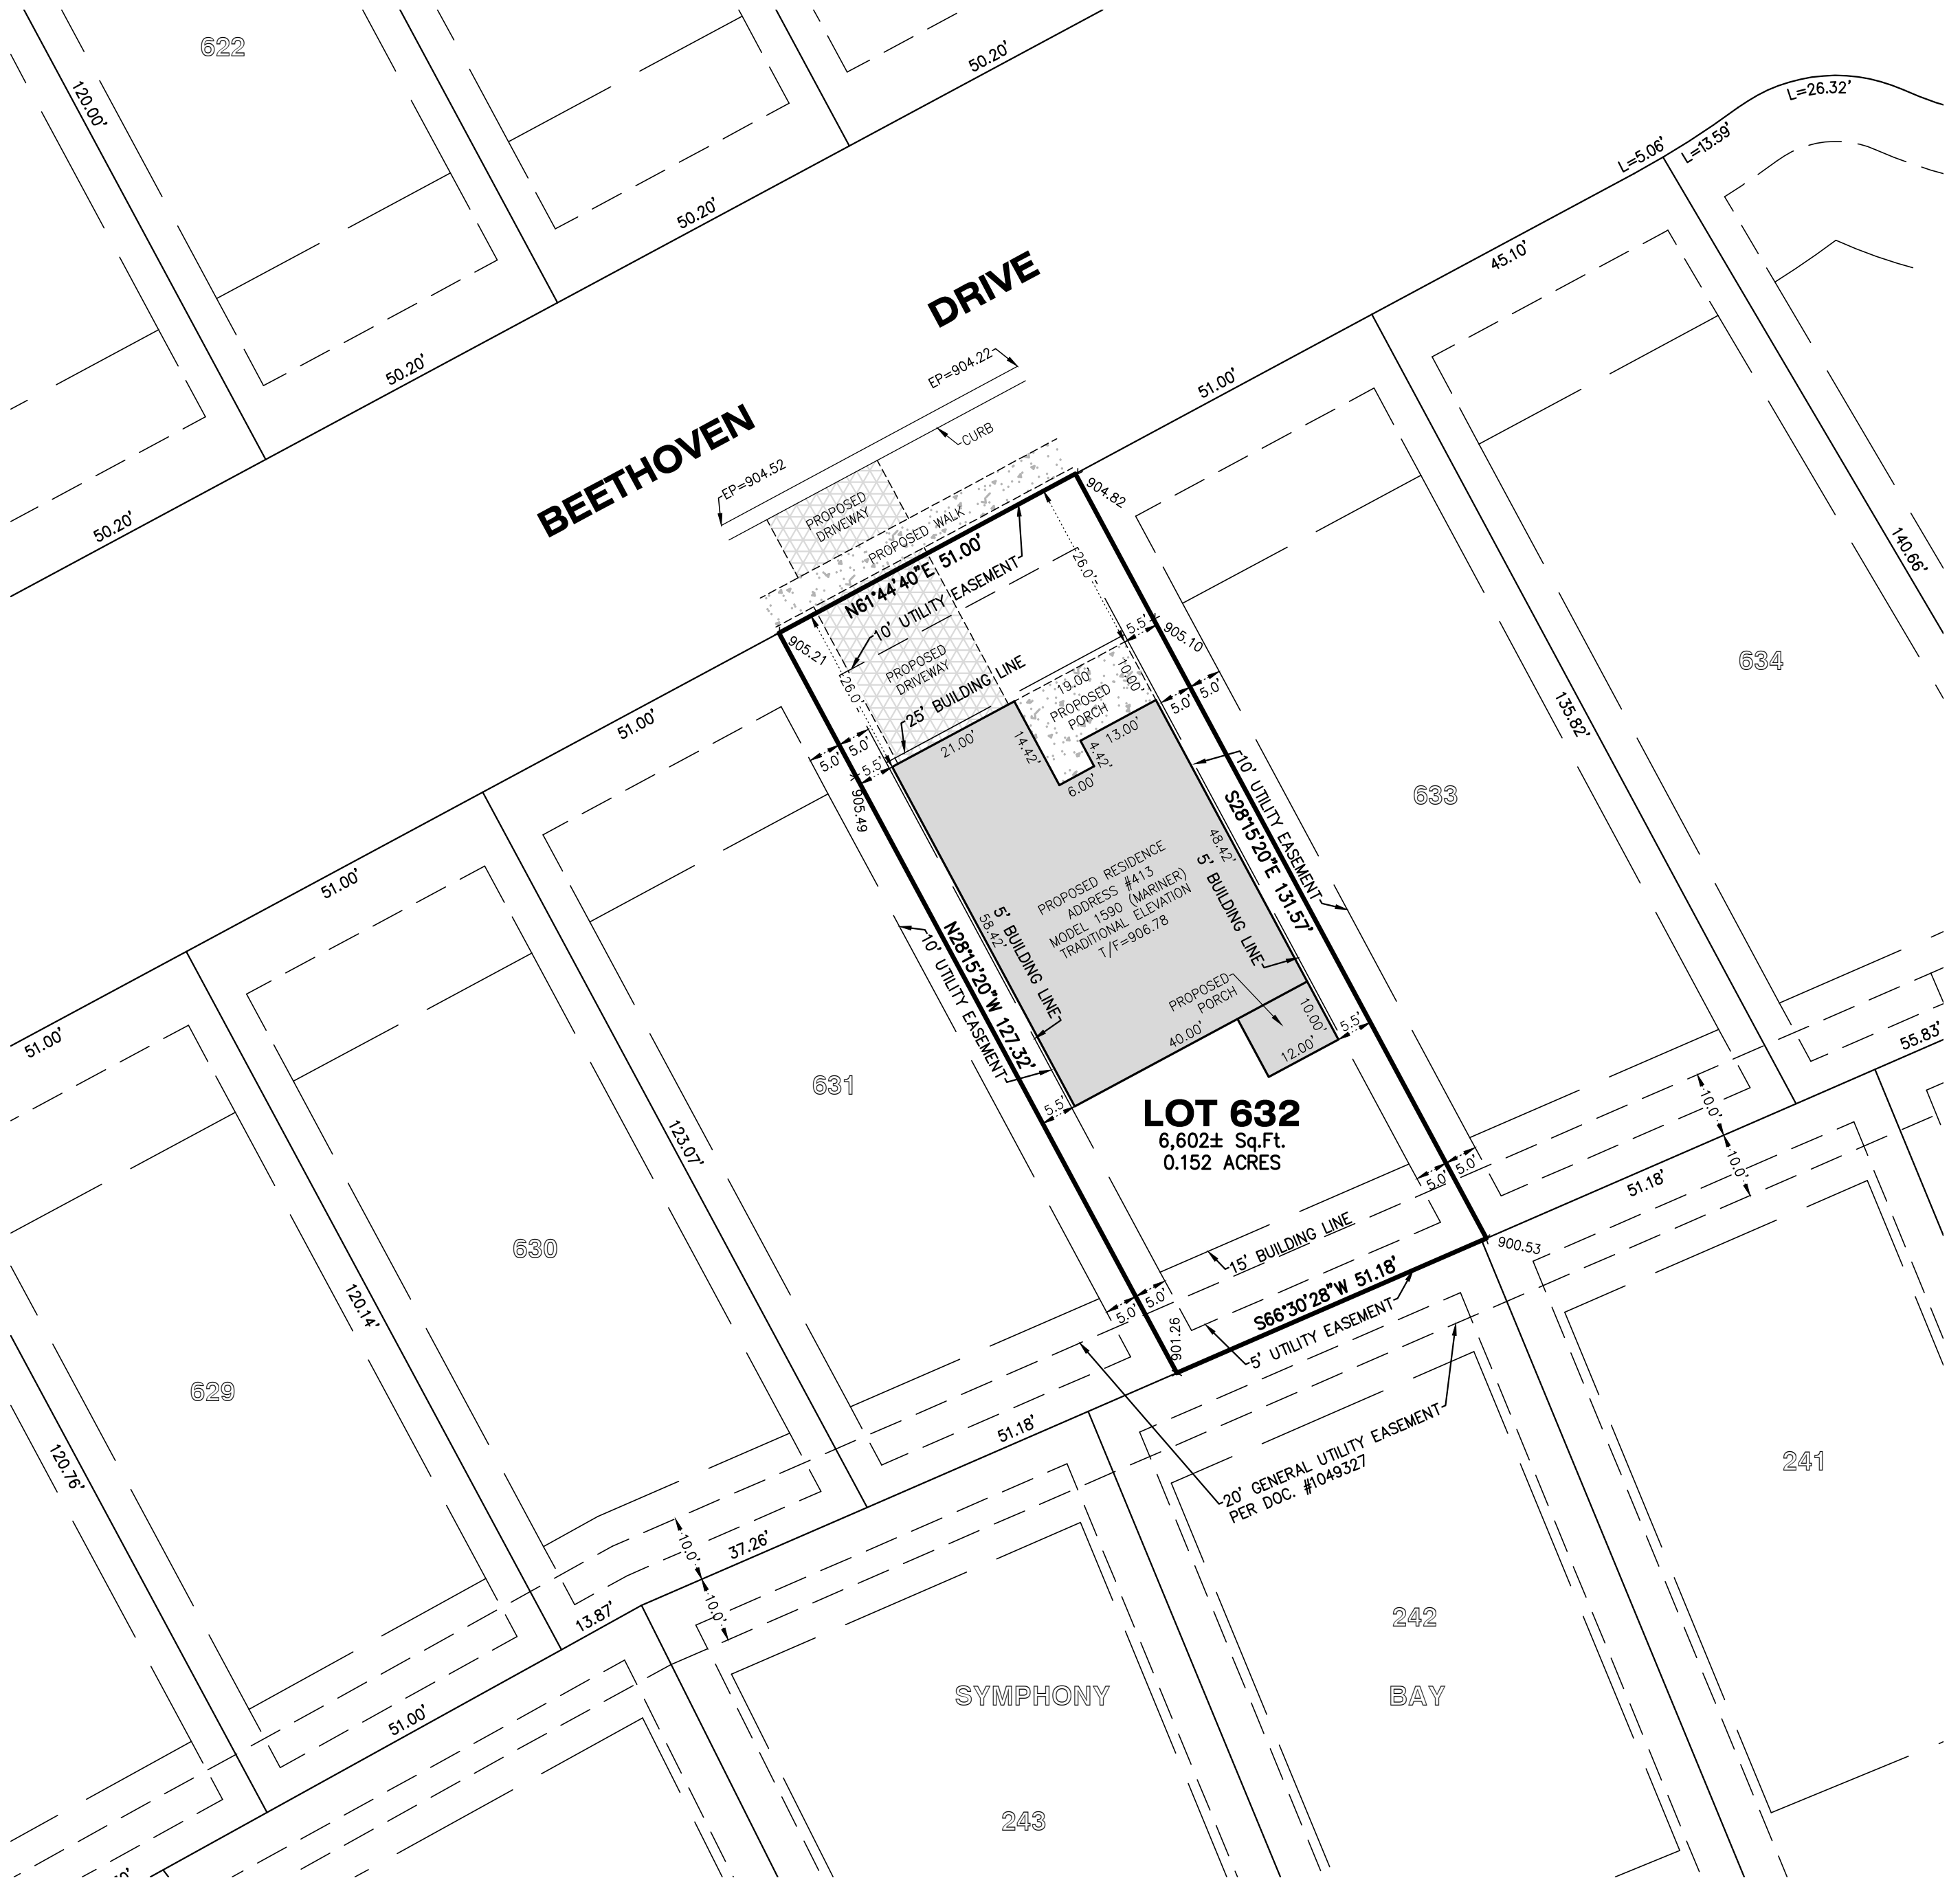 622
120.00'
50.20'
50.20'
50.20'
50.20'
L=26.32'
L=5.06'
L=13.59'
45.10'
DRIVE
BEETHOVEN
EP=904.22
EP=904.52
CURB
51.00'
PROPOSED
DRIVEWAY
PROPOSED WALK
904.82
N61°44'40"E 51.00'
10' UTILITY EASEMENT
26.0'
905.21
26.0'
PROPOSED
DRIVEWAY
25' BUILDING LINE
5.5'
905.10
10.00'
19.00'
PROPOSED
PORCH
5.0'
5.0'
13.00'
14.42'
4.42'
6.00'
21.00'
5.0'
5.0'
5.5'
905.49
140.66'
634
135.82'
633
10' UTILITY EASEMENT
S28°15'20"E 131.57'
48.42'
5' BUILDING LINE
PROPOSED RESIDENCE
ADDRESS #413
MODEL 1590 (MARINER)
TRADITIONAL ELEVATION
T/F=906.78
5' BUILDING LINE
58.42'
N28°15'20"W 127.32'
10' UTILITY EASEMENT
PROPOSED
PORCH
10.00'
12.00'
40.00'
5.5'
5.5'
51.00'
51.00'
51.00'
631
LOT 632
6,602± Sq.Ft.
0.152 ACRES
5.0'
5.0'
15' BUILDING LINE
900.53
S66°30'28"W 51.18'
5' UTILITY EASEMENT
5.0'
5.0'
901.26
55.83'
10.0'
10.0'
51.18'
123.07'
630
120.14'
629
120.76'
51.18'
20' GENERAL UTILITY EASEMENT
PER DOC. #1049327
241
10.0'
10.0'
37.26'
13.87'
51.00'
242
SYMPHONY BAY
243